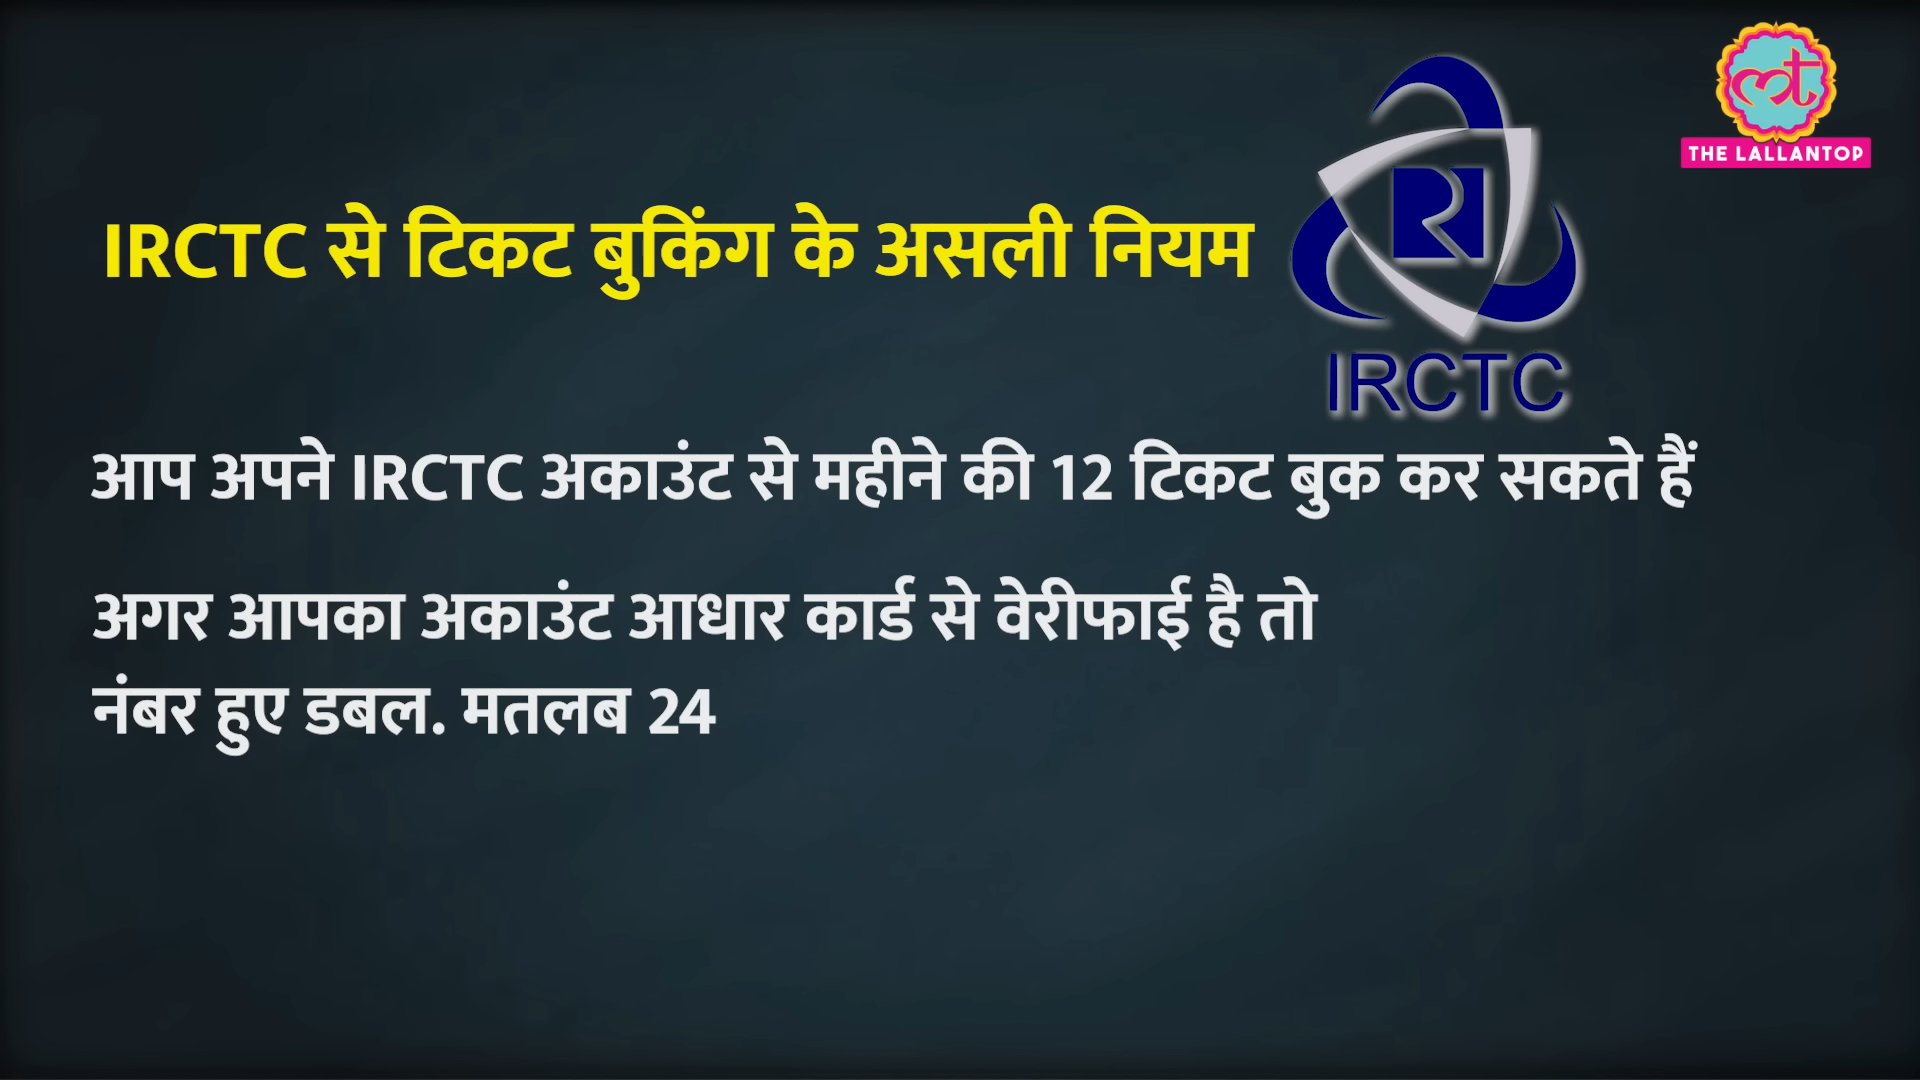 THE LALLANTOP
IRCTC से टिकट बुकिंग के असली नियम
IRCTC
आप अपने IRCTC अकाउंट से महीने की 12 टिकट बुक कर सकते हैं
अगर आपका अकाउंट आधार कार्ड से वेरीफाई है तो
नंबर हुए डबल. मतलब 24